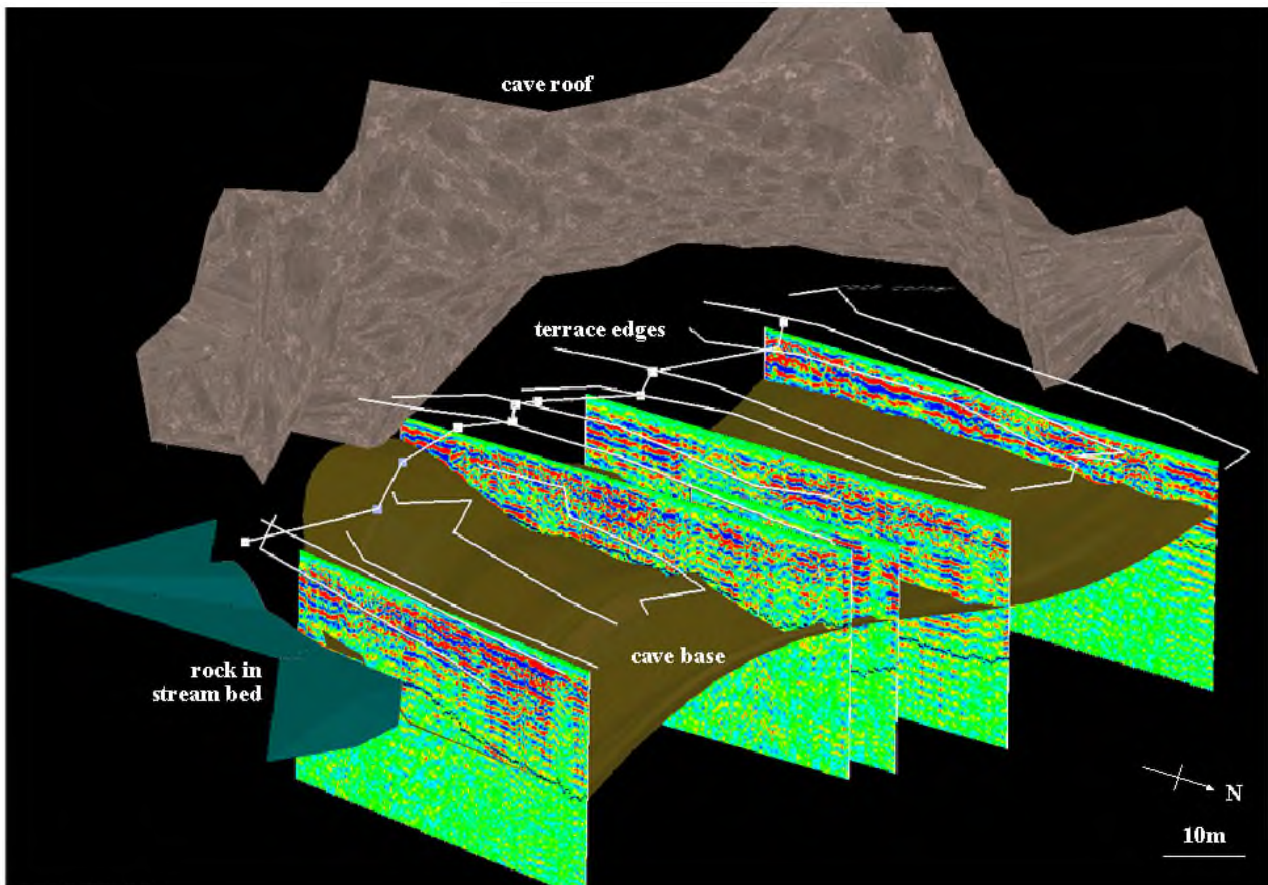 cave roof
terrace edges
rock in
stream bed
cave base
N
10m